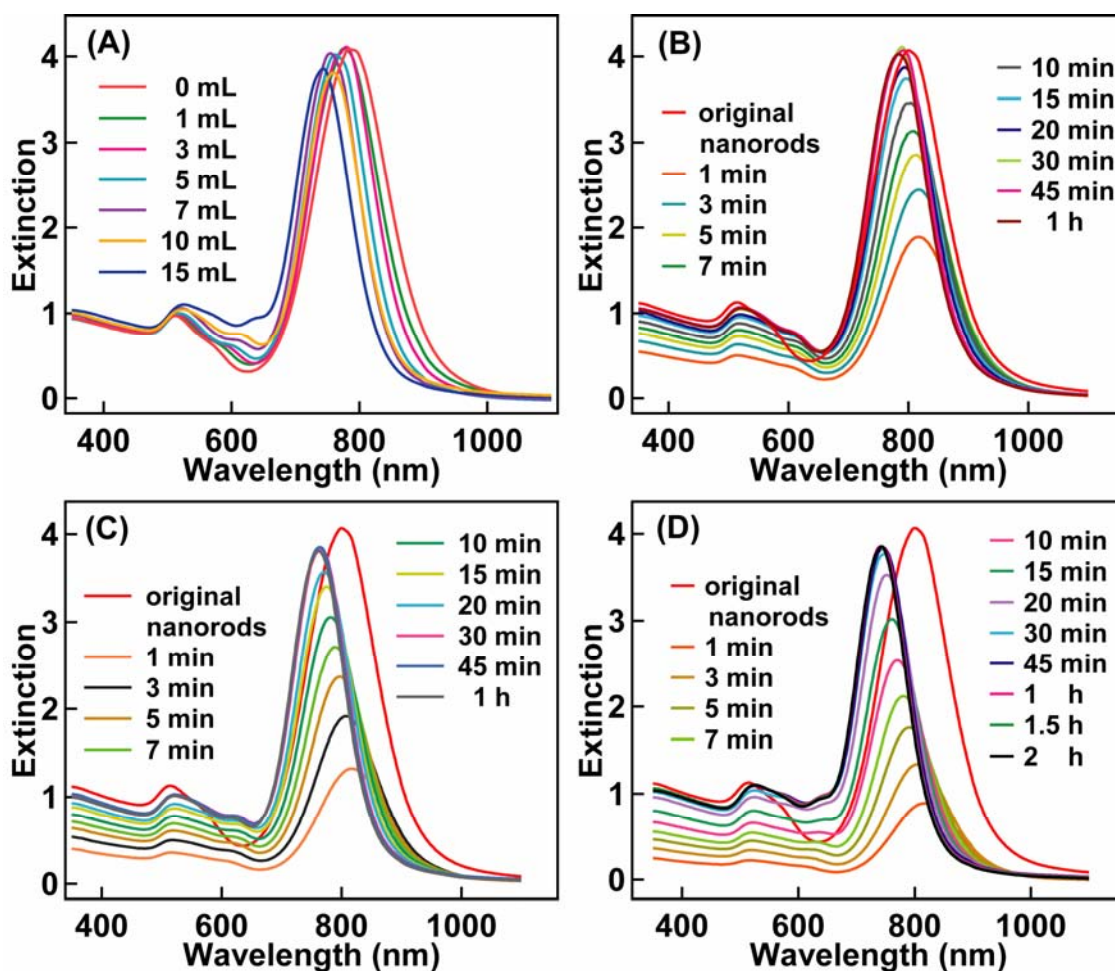 (A)
0 mL
1 mL
3 mL
5 mL
7 mL
10 mL
15 mL
Extinction
4
3
2
1
0
400 600 800 1000
Wavelength (nm)
(B)
original
nanorods
1 min
3 min
5 min
7 min
10 min
15 min
20 min
30 min
45 min
1 h
Extinction
4
3
2
1
0
400 600 800 1000
Wavelength (nm)
(C)
original
nanorods
1 min
3 min
5 min
7 min
10 min
15 min
20 min
30 min
45 min
1 h
Extinction
4
3
2
1
0
400 600 800 1000
Wavelength (nm)
(D)
original
nanorods
1 min
3 min
5 min
7 min
10 min
15 min
20 min
30 min
45 min
1 h
1.5 h
2 h
Extinction
4
3
2
1
0
400 600 800 1000
Wavelength (nm)